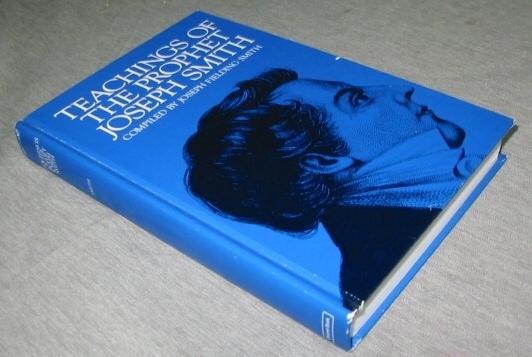 TEACHINGS OF
THE PROPHET
JOSEPH SMITH
COMPILED BY JOSEPH FIELDING SMITH